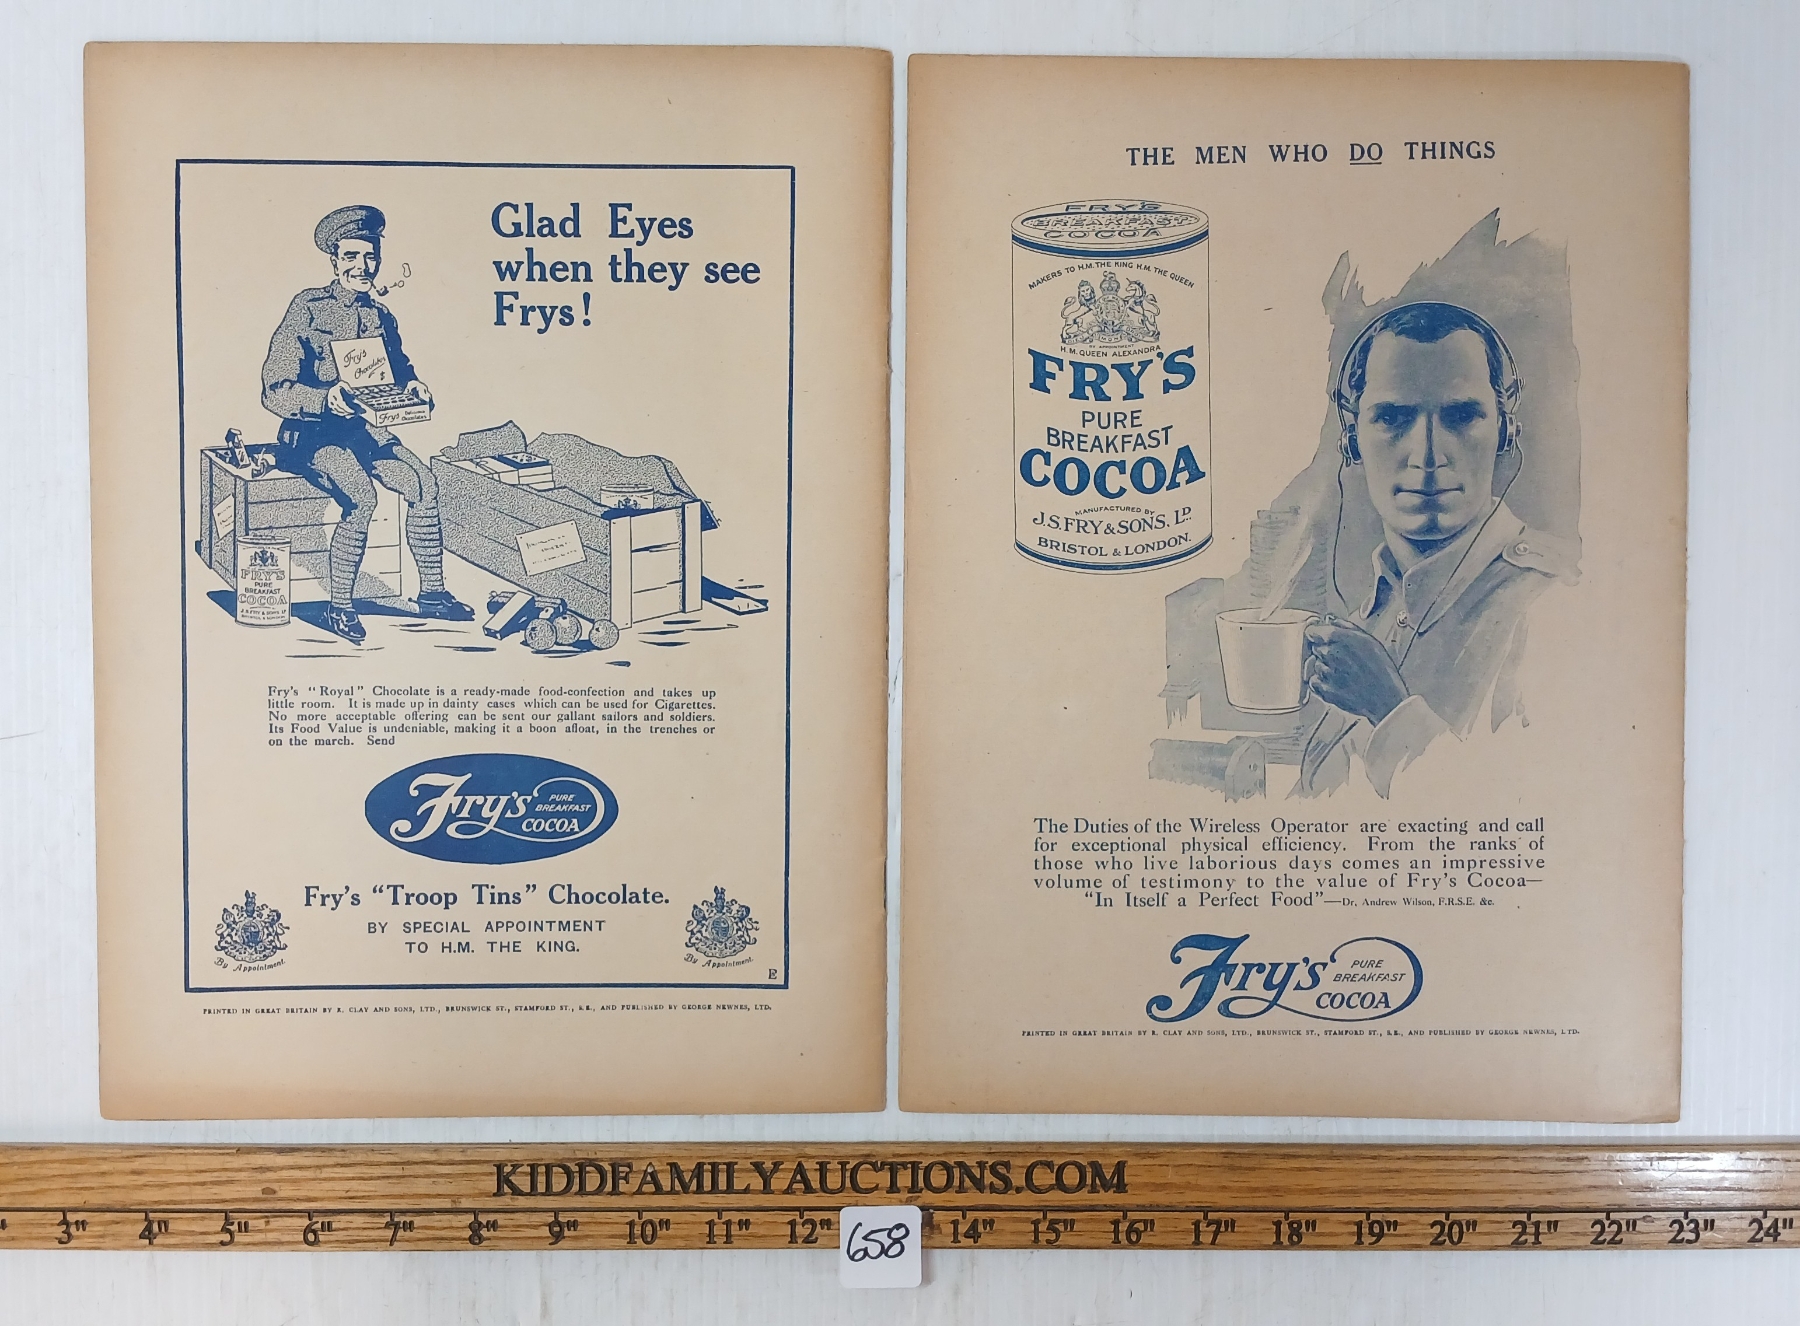 Glad Eyes
when they see
Frys!
Fry's
Chocolates
Fry's Delicious Chocolates
FRY'S
PURE
BREAKFAST
COCOA
J.S. FRY & SONS, LD
BRISTOL & LONDON
Fry's "Royal" Chocolate is a ready-made food-confection and takes up
little room. It is made up in dainty cases which can be used for Cigarettes.
No more acceptable offering can be sent our gallant sailors and soldiers.
Its Food Value is undeniable, making it a boon afloat, in the trenches or
on the march. Send
Fry's PURE
BREAKFAST
COCOA
Fry's "Troop Tins" Chocolate.
BY SPECIAL APPOINTMENT
TO H.M. THE KING.
By Appointment.
By Appointment.
E
PRINTED IN GREAT BRITAIN BY R. CLAY AND SONS, LTD., BRUNSWICK ST., STAMFORD ST., S.E., AND PUBLISHED BY GEORGE NEWNES, LTD.
THE MEN WHO DO THINGS
FRY'S
BREAKFAST
COCOA
MAKERS TO H.M. THE KING H.M. THE QUEEN
BY APPOINTMENT
H.M. QUEEN ALEXANDRA
FRY'S
PURE
BREAKFAST
COCOA
MANUFACTURED BY
J.S. FRY & SONS, LD.
BRISTOL & LONDON.
The Duties of the Wireless Operator are exacting and call
for exceptional physical efficiency. From the ranks of
those who live laborious days comes an impressive
volume of testimony to the value of Fry's Cocoa—
"In Itself a Perfect Food"—Dr. Andrew Wilson, F.R.S.E. &c.
Fry's PURE
BREAKFAST
COCOA
PRINTED IN GREAT BRITAIN BY R. CLAY AND SONS, LTD., BRUNSWICK ST., STAMFORD ST., S.E., AND PUBLISHED BY GEORGE NEWNES, LTD.
KIDDFAMILYAUCTIONS.COM
3" 4" 5" 6" 7" 8" 9" 10" 11" 12" 14" 15" 16" 17" 18" 19" 20" 21" 22" 23" 24"
658